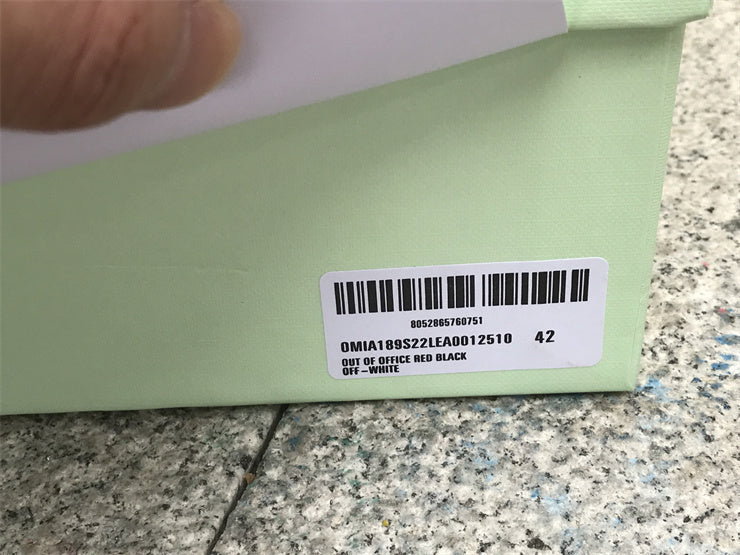 8052865760751
OMIA189S22LEA0012510 42
OUT OF OFFICE RED BLACK
OFF-WHITE